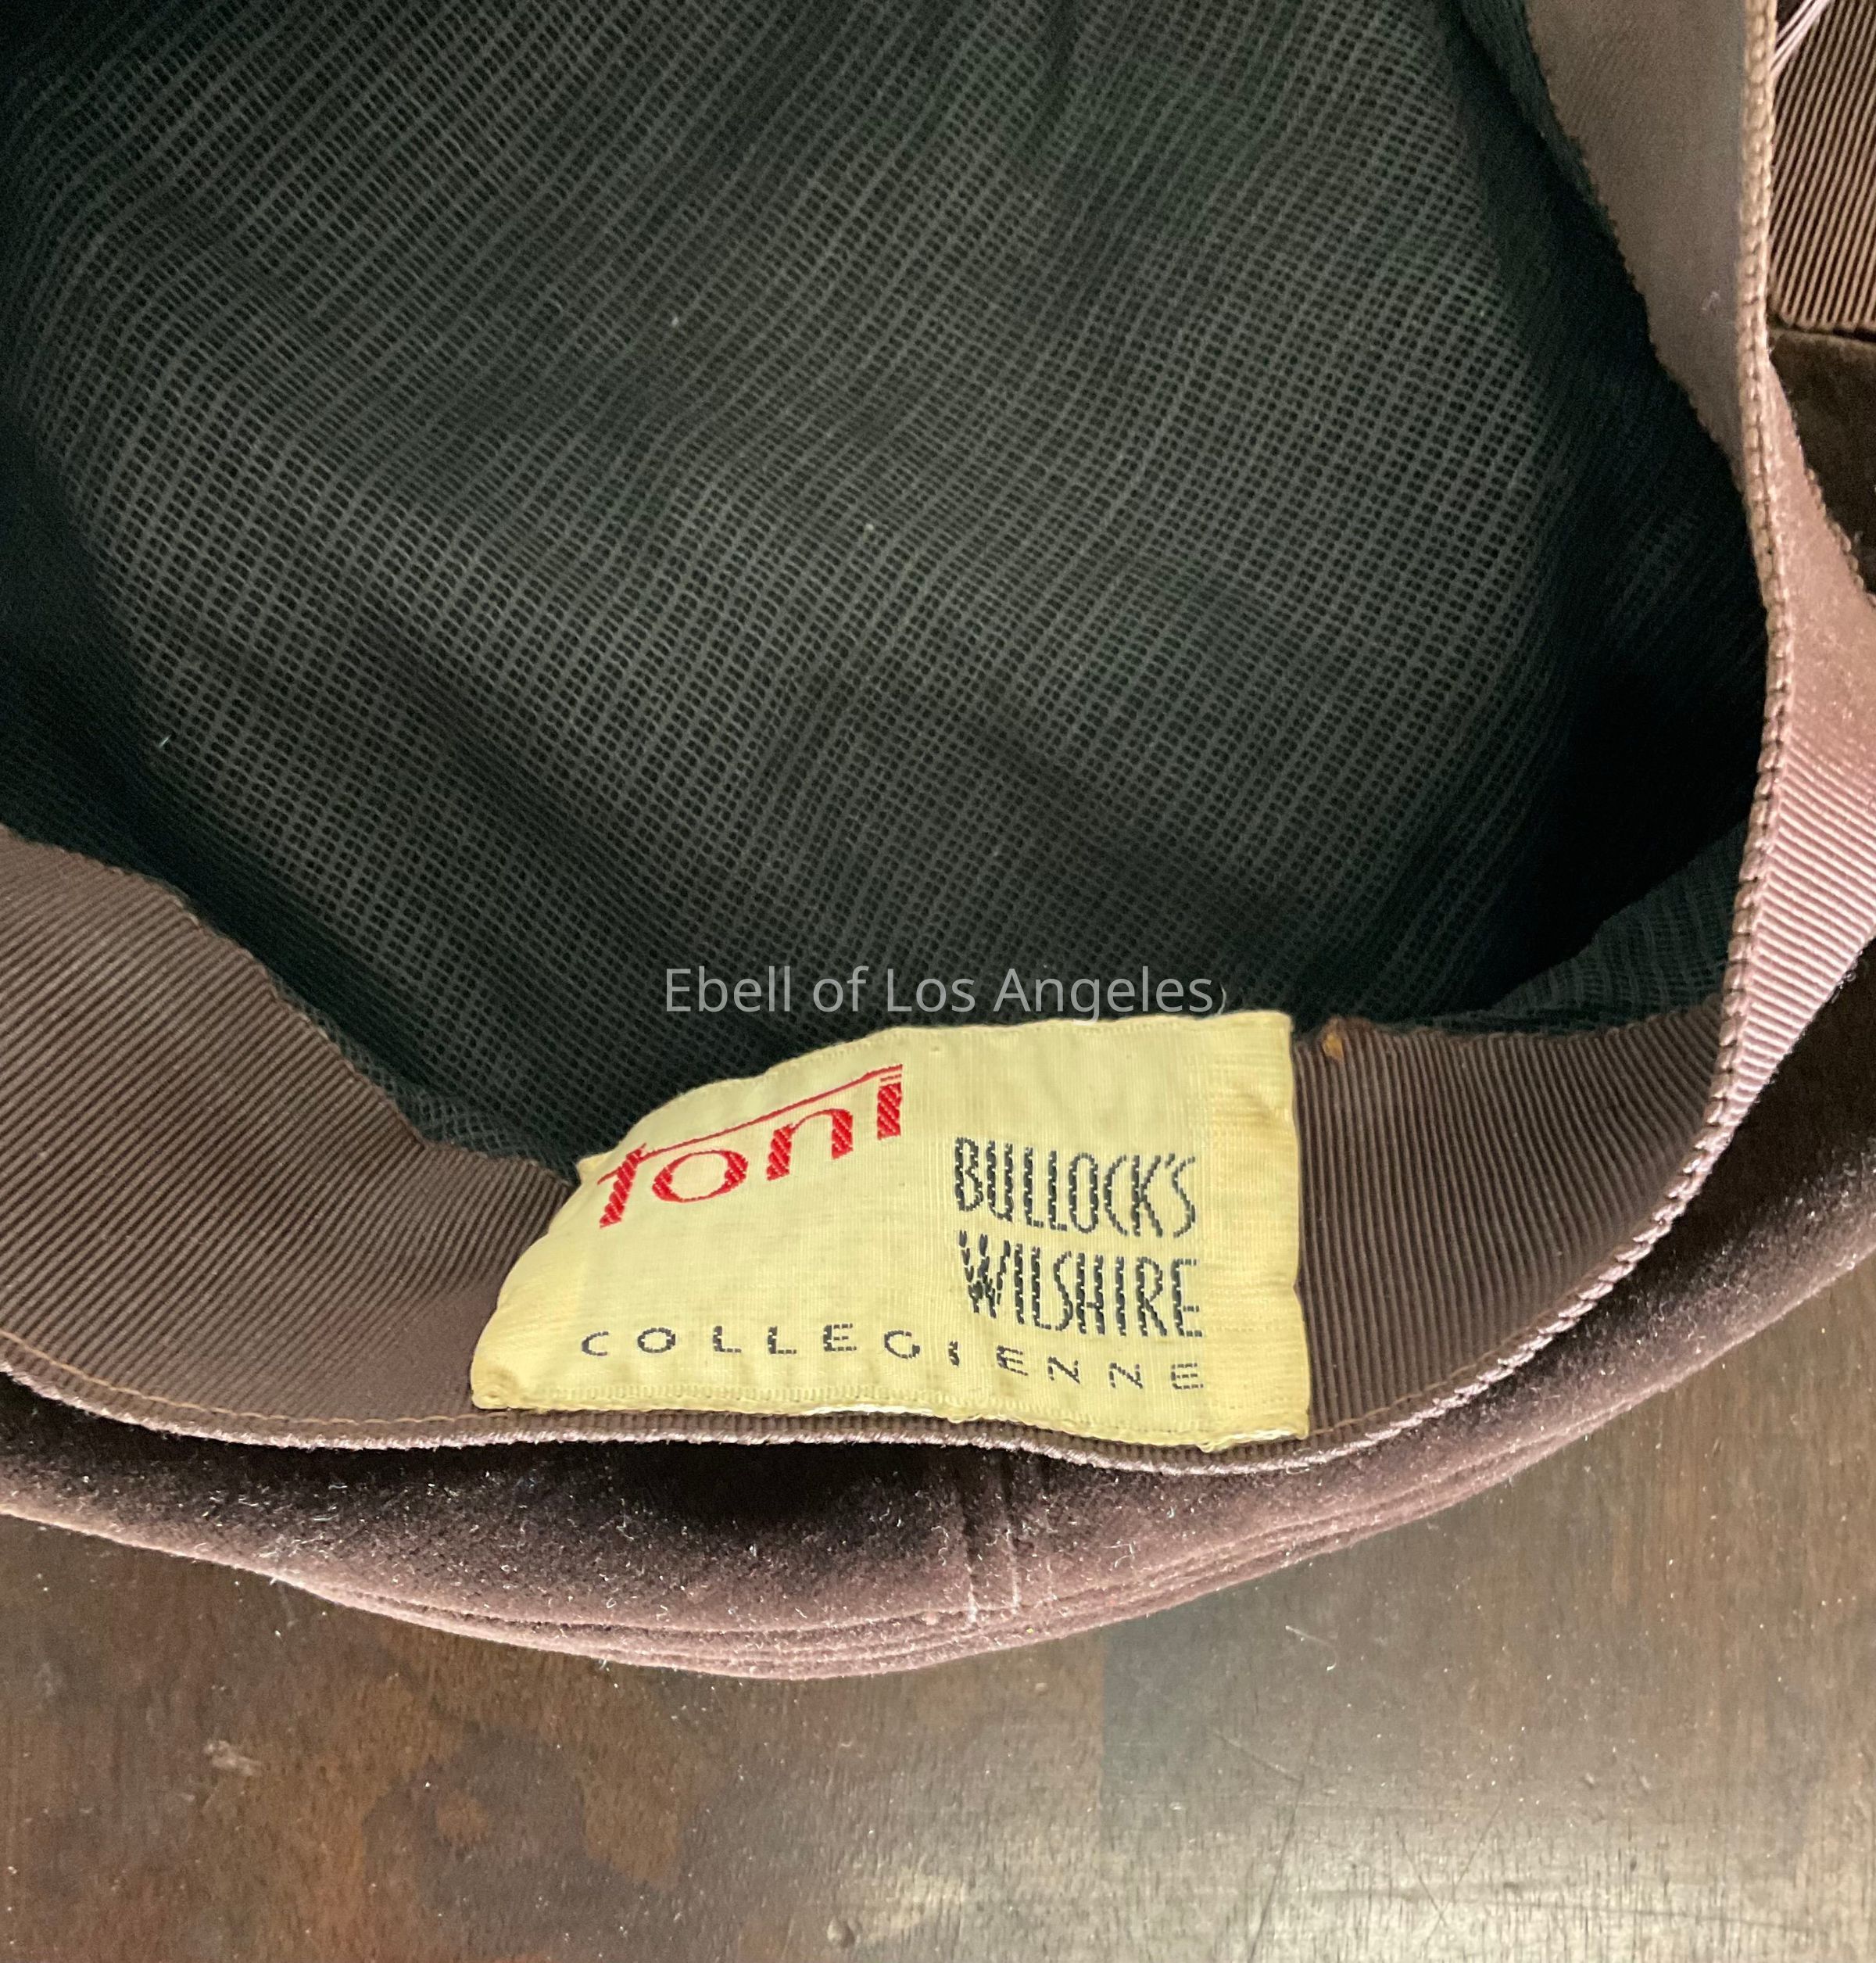 Ebell of Los Angeles
toni
BULLOCK'S
WILSHIRE
COLLEGIENNE